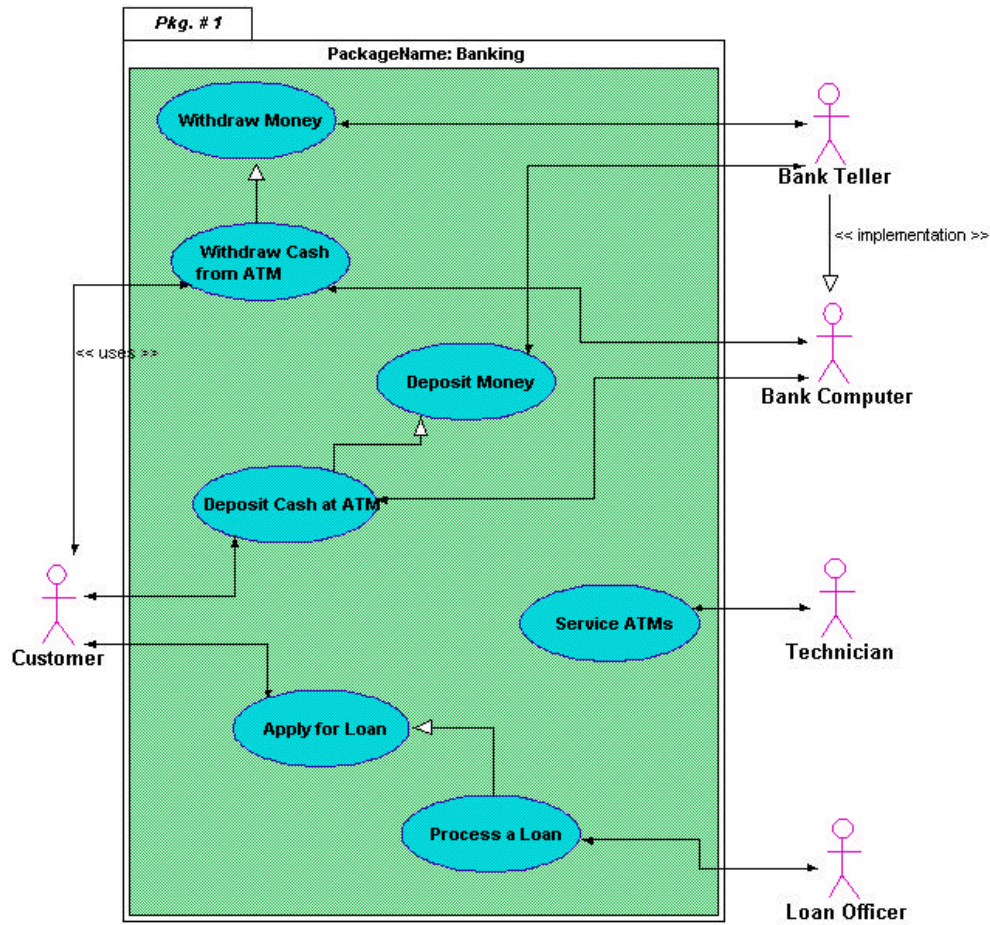 Pkg. # 1
PackageName: Banking
Withdraw Money
Bank Teller
<< implementation >>
Withdraw Cash
from ATM
<< uses >>
Deposit Money
Bank Computer
Deposit Cash at ATM
Service ATMs
Customer
Technician
Apply for Loan
Process a Loan
Loan Officer